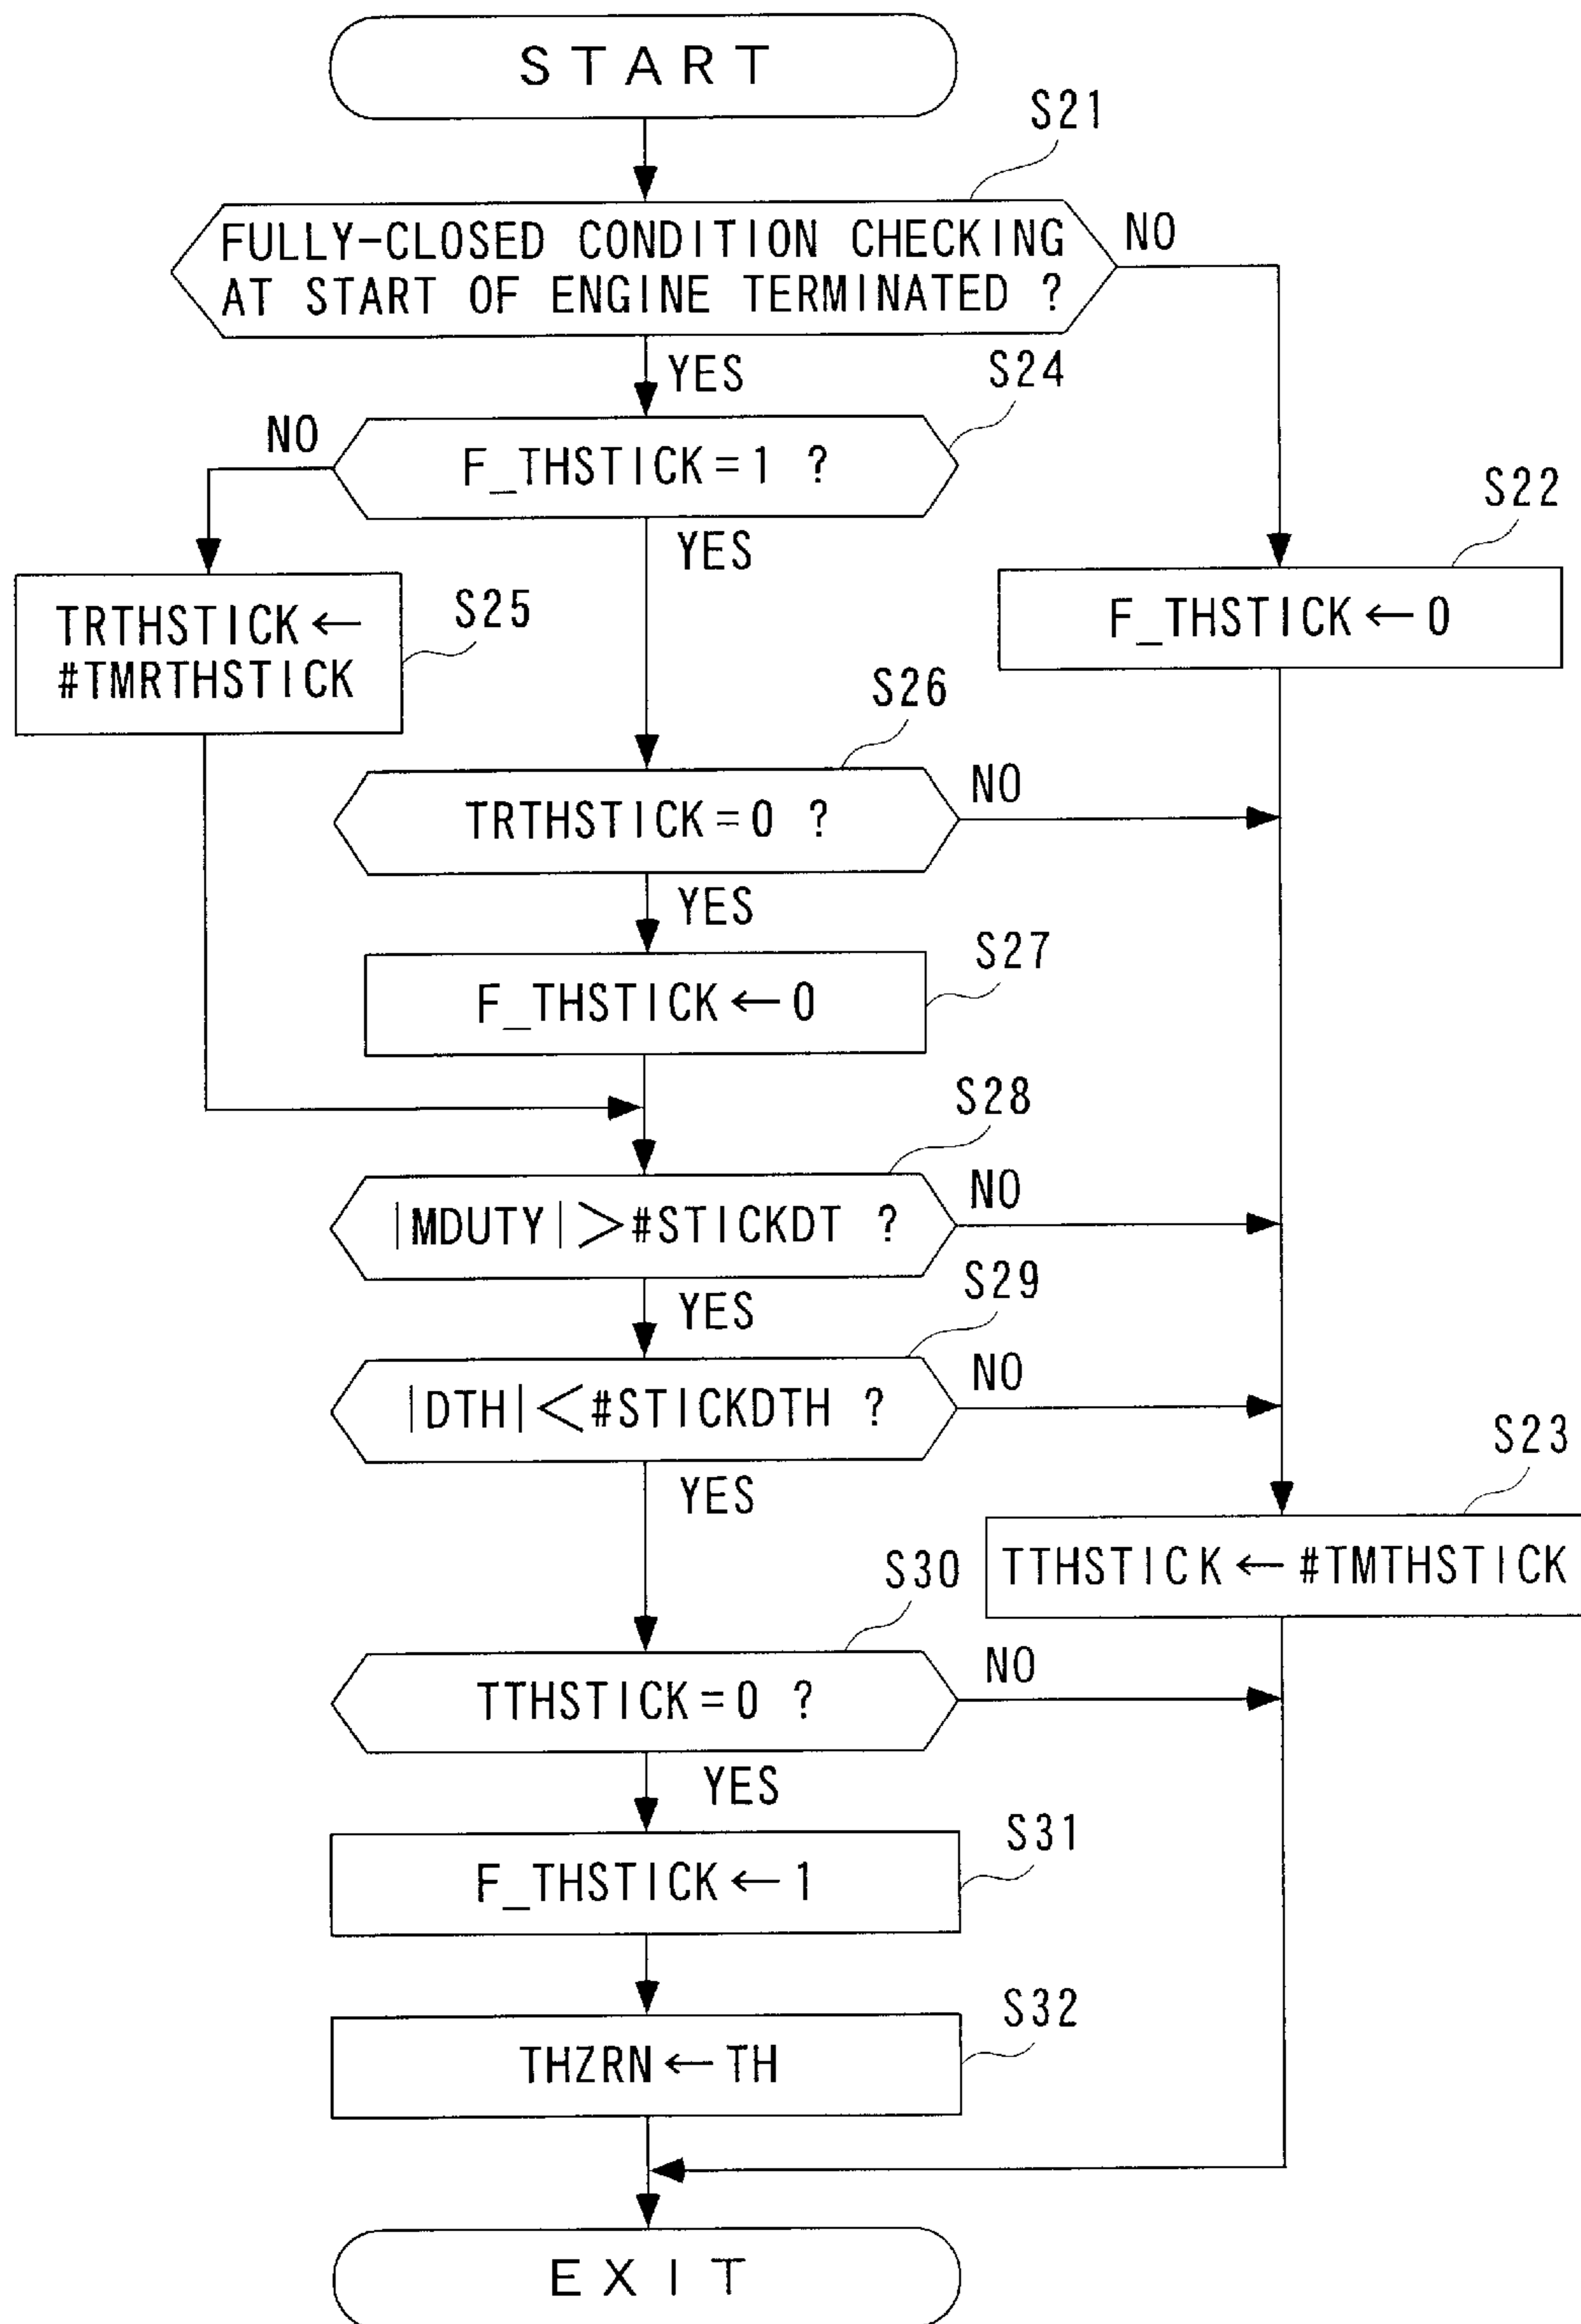 START
S21
FULLY-CLOSED CONDITION CHECKING
AT START OF ENGINE TERMINATED ?
NO
YES
S24
NO
F_THSTICK=1 ?
YES
S22
F_THSTICK←0
TRTHSTICK←
#TMRTHSTICK
S25
S26
TRTHSTICK=0 ?
NO
YES
S27
F_THSTICK←0
S28
|MDUTY|>#STICKDT ?
NO
YES
S29
|DTH|<#STICKDTH ?
NO
YES
S23
TTHSTICK←#TMTHSTICK
S30
TTHSTICK=0 ?
NO
YES
S31
F_THSTICK←1
S32
THZRN←TH
EXIT